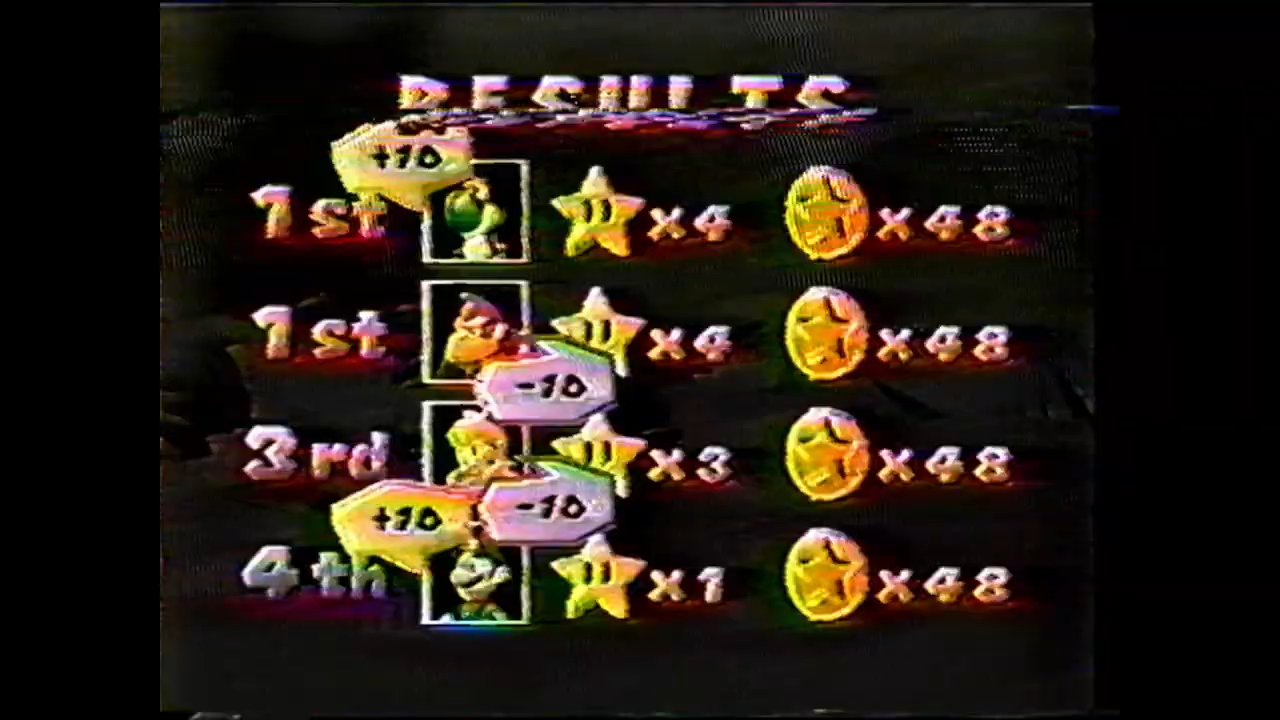 RESULTS
+10
1st x4 x48
1st x4 x48
-10
3rd x3 x48
+10 -10
4th x1 x48